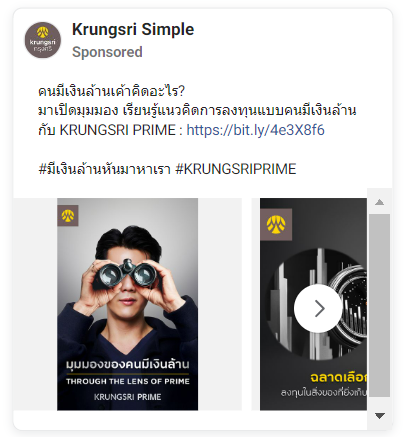 Krungsri Simple
Sponsored
krungsri
กรุงศรี
คนมีเงินล้านเค้าคิดอะไร?
มาเปิดมุมมอง เรียนรู้แนวคิดการลงทุนแบบคนมีเงินล้าน
กับ KRUNGSRI PRIME : https://bit.ly/4e3X8f6
#มีเงินล้านหันมาหาเรา #KRUNGSRIPRIME
มุมมองของคนมีเงินล้าน
THROUGH THE LENS OF PRIME
KRUNGSRI PRIME
ฉลาดเลือก
ลงทุนในสิ่งของที่ยิ่งเก็บ